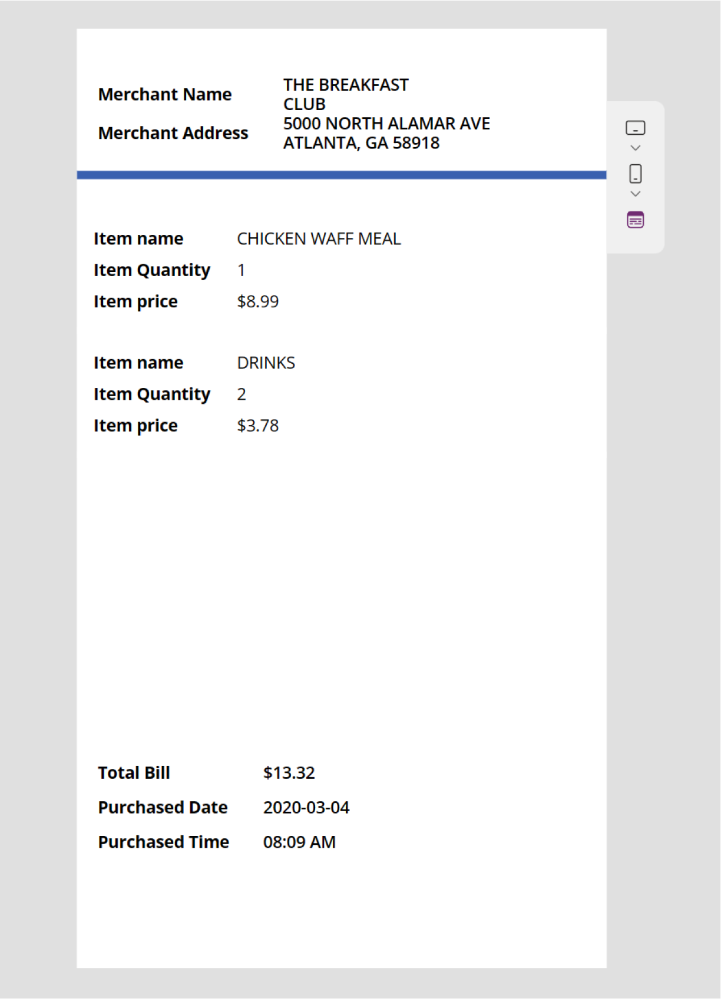 Merchant Name
THE BREAKFAST
CLUB
Merchant Address
5000 NORTH ALAMAR AVE
ATLANTA, GA 58918
Item name CHICKEN WAFF MEAL
Item Quantity 1
Item price $8.99
Item name DRINKS
Item Quantity 2
Item price $3.78
Total Bill $13.32
Purchased Date 2020-03-04
Purchased Time 08:09 AM